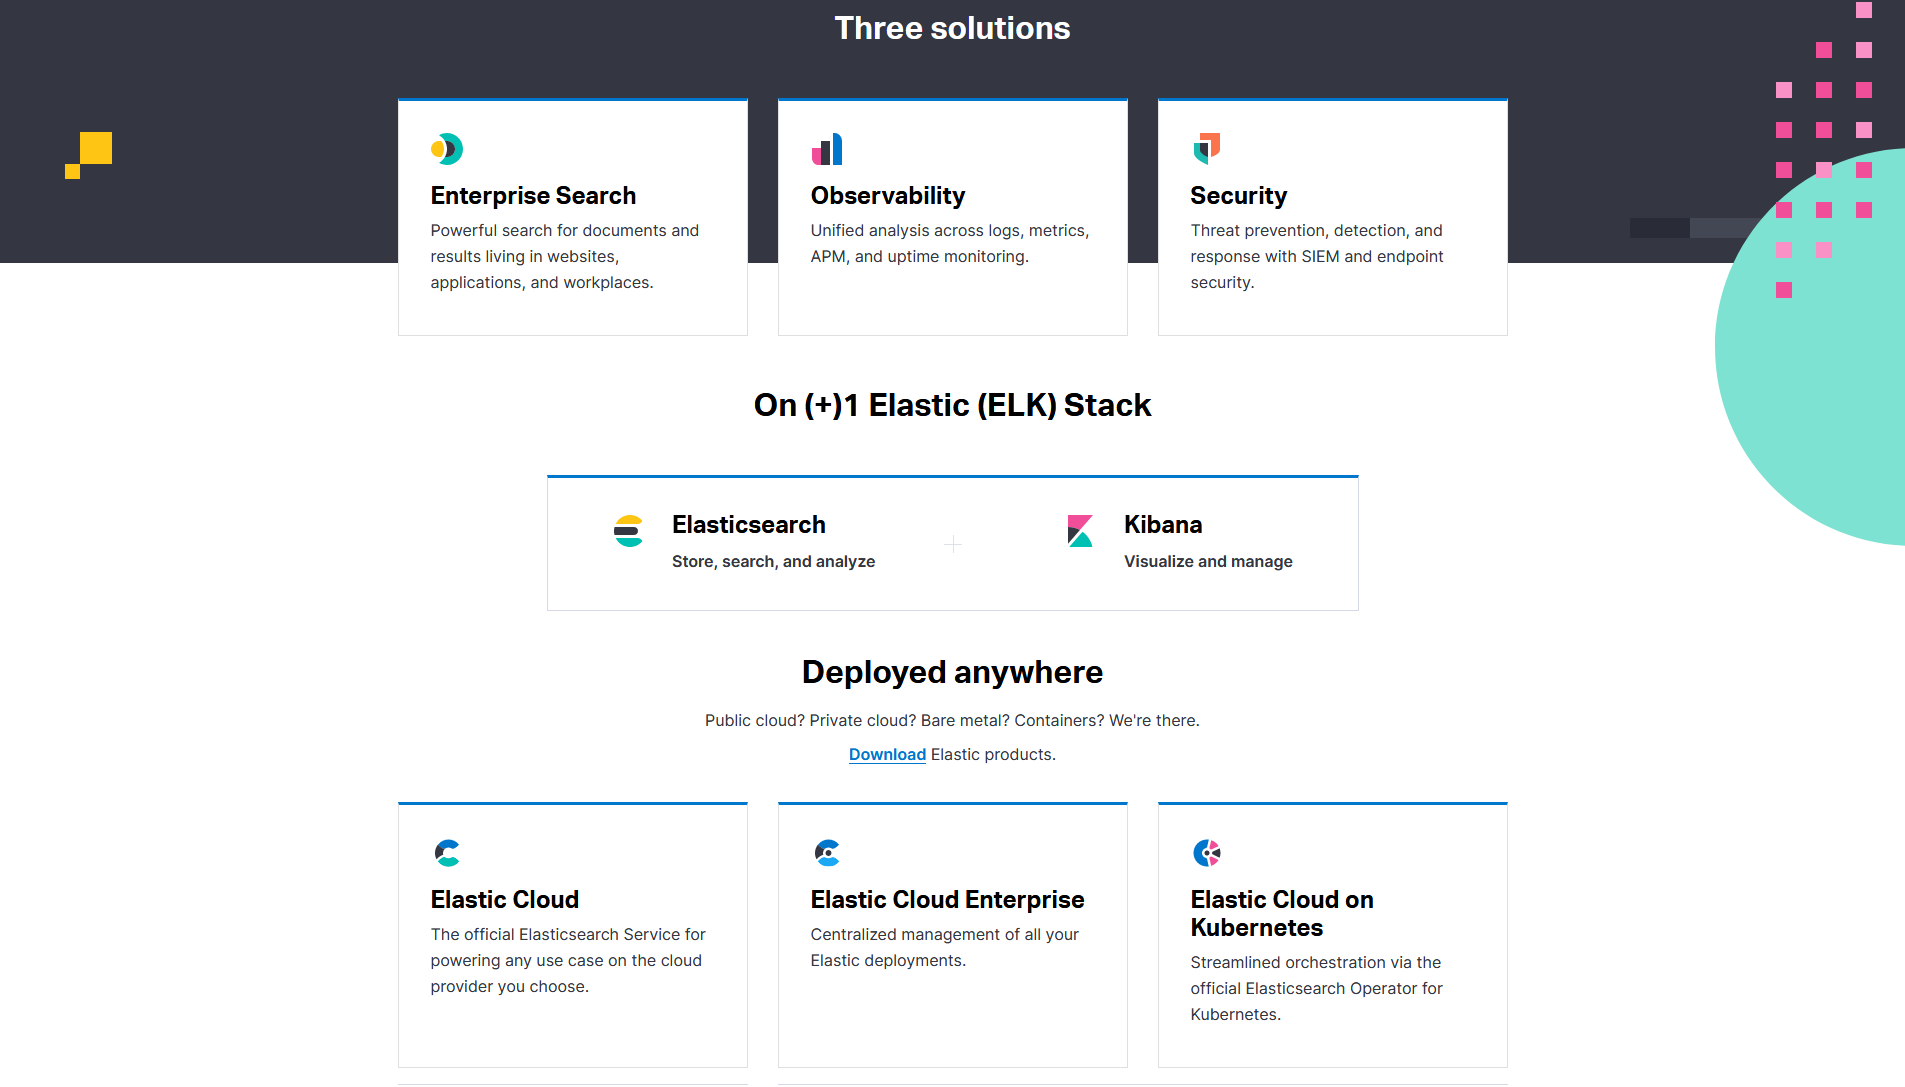 Three solutions
Enterprise Search
Powerful search for documents and
results living in websites,
applications, and workplaces.
Observability
Unified analysis across logs, metrics,
APM, and uptime monitoring.
Security
Threat prevention, detection, and
response with SIEM and endpoint
security.
On (+)1 Elastic (ELK) Stack
Elasticsearch
Store, search, and analyze
Kibana
Visualize and manage
Deployed anywhere
Public cloud? Private cloud? Bare metal? Containers? We're there.
Download Elastic products.
Elastic Cloud
The official Elasticsearch Service for
powering any use case on the cloud
provider you choose.
Elastic Cloud Enterprise
Centralized management of all your
Elastic deployments.
Elastic Cloud on
Kubernetes
Streamlined orchestration via the
official Elasticsearch Operator for
Kubernetes.